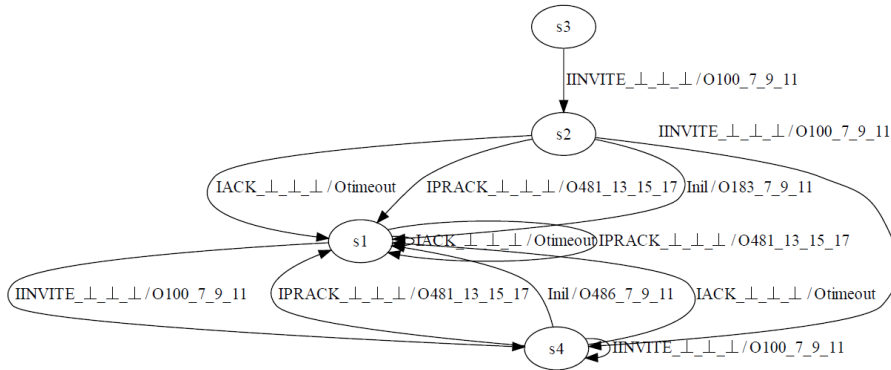 s3
IINVITE_⊥_⊥_⊥ / O100_7_9_11
s2
IINVITE_⊥_⊥_⊥ / O100_7_9_11
IACK_⊥_⊥_⊥ / Otimeout
IPRACK_⊥_⊥_⊥ / O481_13_15_17
Inil / O183_7_9_11
s1
IACK_⊥_⊥_⊥ / Otimeout
IPRACK_⊥_⊥_⊥ / O481_13_15_17
IINVITE_⊥_⊥_⊥ / O100_7_9_11
IPRACK_⊥_⊥_⊥ / O481_13_15_17
Inil / O486_7_9_11
IACK_⊥_⊥_⊥ / Otimeout
s4
IINVITE_⊥_⊥_⊥ / O100_7_9_11